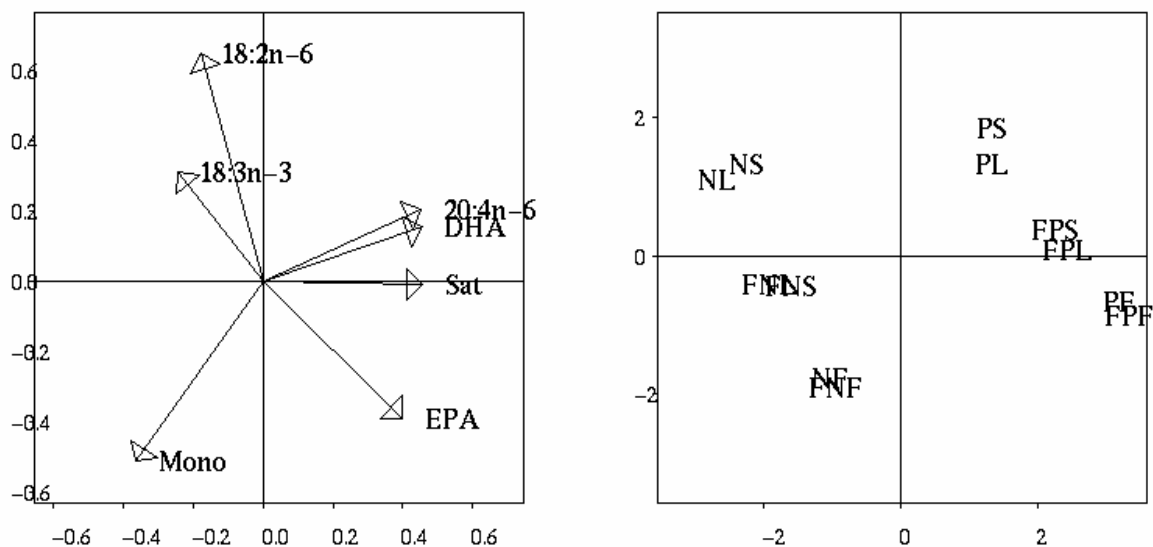 18:2n-6
18:3n-3
20:4n-6
DHA
Sat
EPA
Mono
0.6
0.4
0.2
0.0
-0.2
-0.4
-0.6
-0.6 -0.4 -0.2 0.0 0.2 0.4 0.6
PS
PL
NS
NL
FPS
FPL
FNL
FNS
PF
FPF
NF
FNF
2
0
-2
-2 0 2